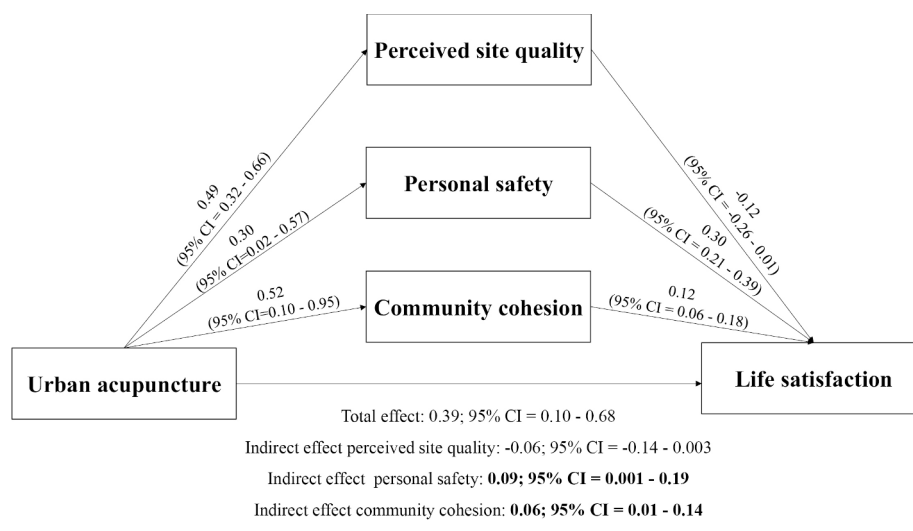 Perceived site quality
0.49
(95% CI = 0.32 - 0.66)
-0.12
(95% CI = -0.26 - 0.01)
Personal safety
0.30
(95% CI=0.02 - 0.57)
0.30
(95% CI = 0.21 - 0.39)
Community cohesion
0.52
(95% CI=0.10 - 0.95)
0.12
(95% CI = 0.06 - 0.18)
Urban acupuncture
Life satisfaction
Total effect: 0.39; 95% CI = 0.10 - 0.68
Indirect effect perceived site quality: -0.06; 95% CI = -0.14 - 0.003
Indirect effect personal safety: 0.09; 95% CI = 0.001 - 0.19
Indirect effect community cohesion: 0.06; 95% CI = 0.01 - 0.14